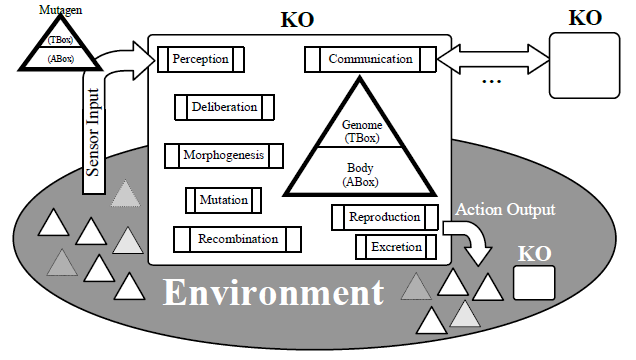 Mutagen
(TBox)
(ABox)
Sensor Input
KO
Perception
Communication
Deliberation
Morphogenesis
Mutation
Recombination
Genome
(TBox)
Body
(ABox)
Reproduction
Excretion
...
KO
Action Output
KO
Environment